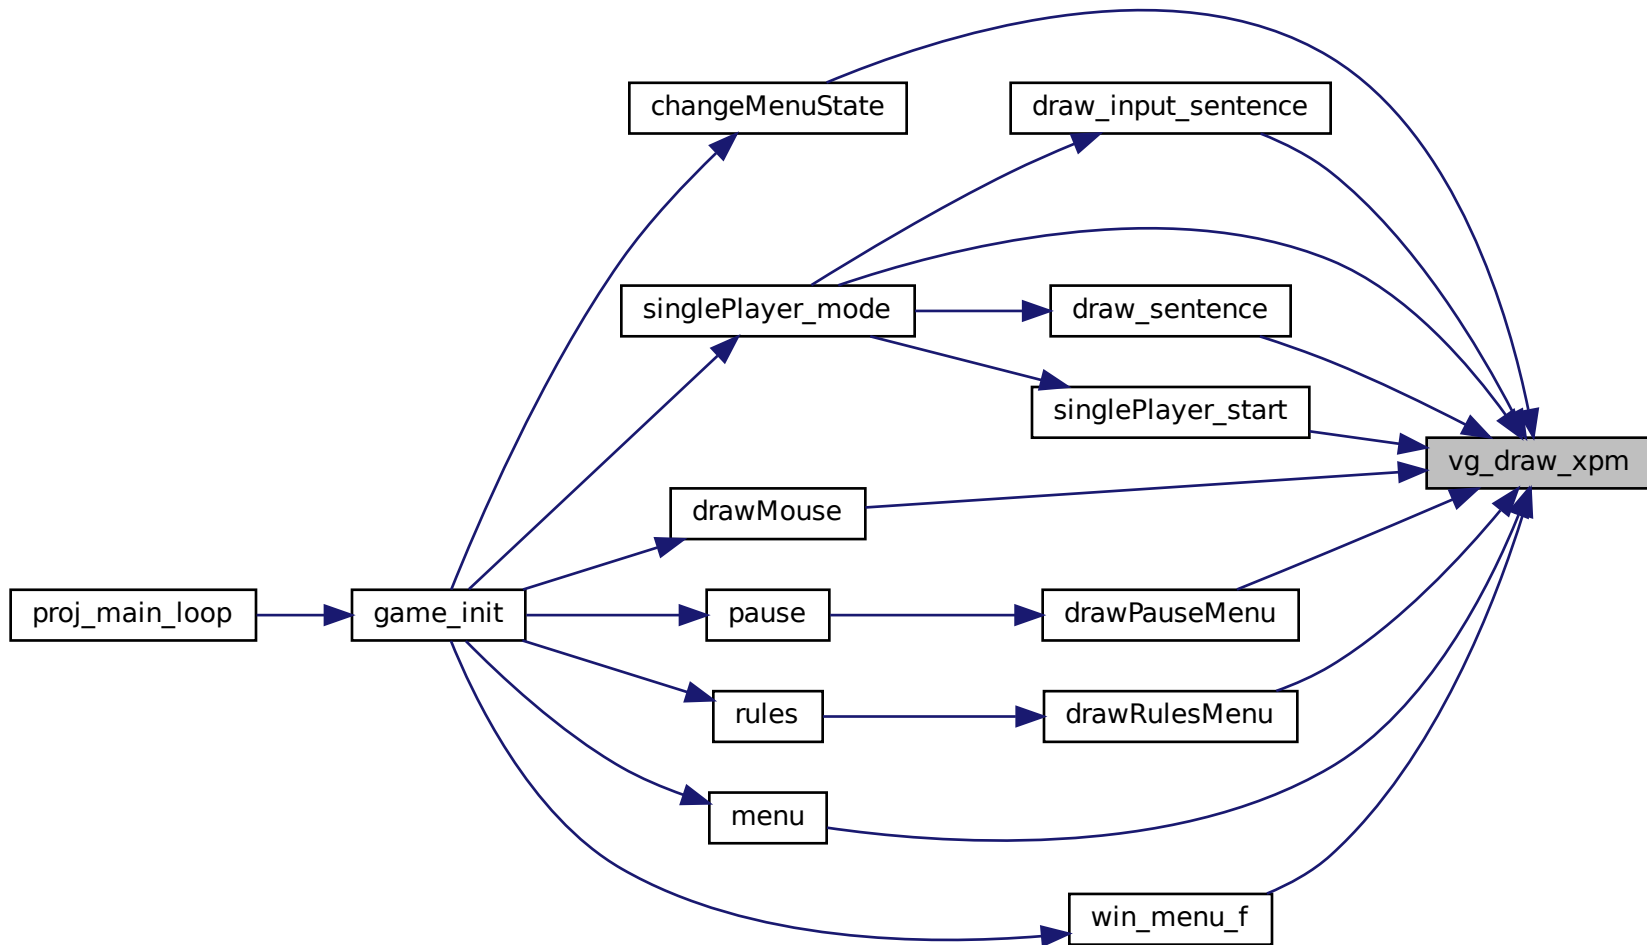 changeMenuState
draw_input_sentence
singlePlayer_mode
draw_sentence
singlePlayer_start
vg_draw_xpm
drawMouse
proj_main_loop
game_init
pause
drawPauseMenu
rules
drawRulesMenu
menu
win_menu_f